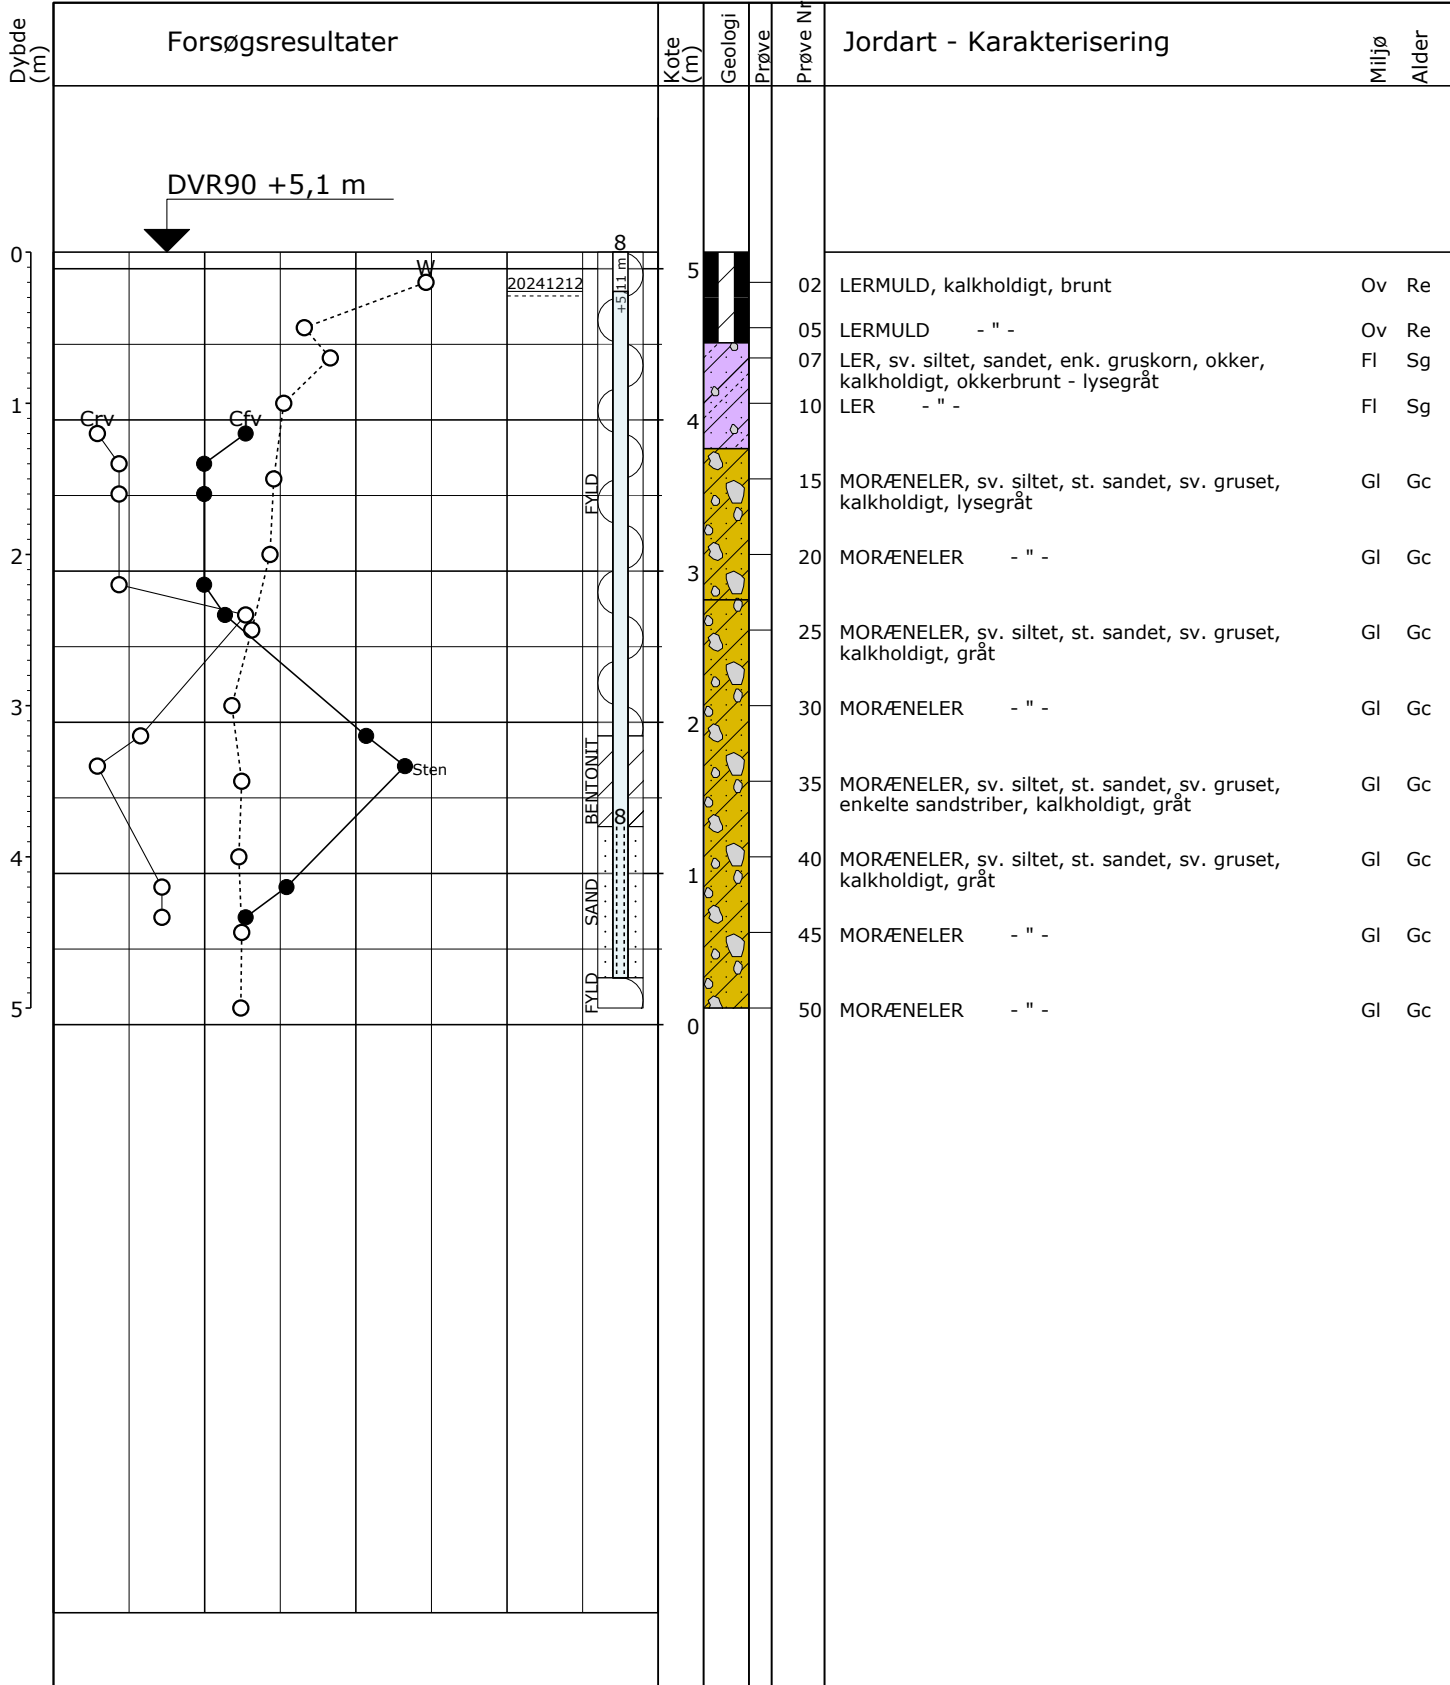 Dybde (m)
Forsøgsresultater
Kote (m)
Geologi
Prøve
Prøve Nr
Jordart - Karakterisering
Miljø
Alder
DVR90 +5,1 m
0
8
W
20241212
+5,11 m
5
02 LERMULD, kalkholdigt, brunt Ov Re
05 LERMULD - " - Ov Re
07 LER, sv. siltet, sandet, enk. gruskorn, okker, Fl Sg
kalkholdigt, okkerbrunt - lysegråt
1
10 LER - " - Fl Sg
Crv
Cfv
4
FYLD
15 MORÆNELER, sv. siltet, st. sandet, sv. gruset, Gl Gc
kalkholdigt, lysegråt
2
20 MORÆNELER - " - Gl Gc
3
25 MORÆNELER, sv. siltet, st. sandet, sv. gruset, Gl Gc
kalkholdigt, gråt
3
30 MORÆNELER - " - Gl Gc
2
Sten
BENTONIT
35 MORÆNELER, sv. siltet, st. sandet, sv. gruset, Gl Gc
enkelte sandstriber, kalkholdigt, gråt
8
4
40 MORÆNELER, sv. siltet, st. sandet, sv. gruset, Gl Gc
kalkholdigt, gråt
1
SAND
45 MORÆNELER - " - Gl Gc
FYLD
5
50 MORÆNELER - " - Gl Gc
0